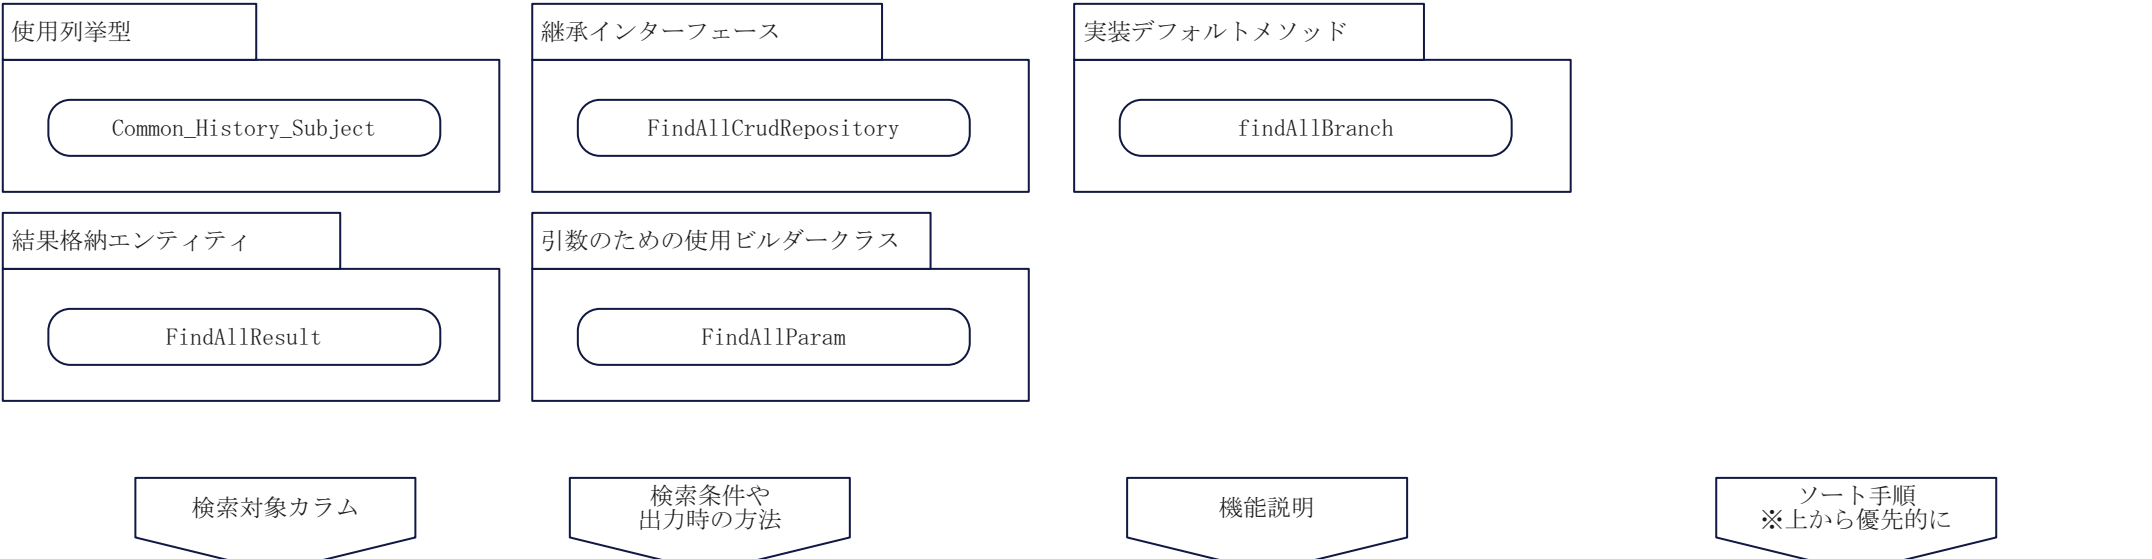 使用列挙型
継承インターフェース
実装デフォルトメソッド
Common_History_Subject
FindAllCrudRepository
findAllBranch
結果格納エンティティ
引数のための使用ビルダークラス
FindAllResult
FindAllParam
検索対象カラム
検索条件や
出力時の方法
機能説明
ソート手順
※上から優先的に